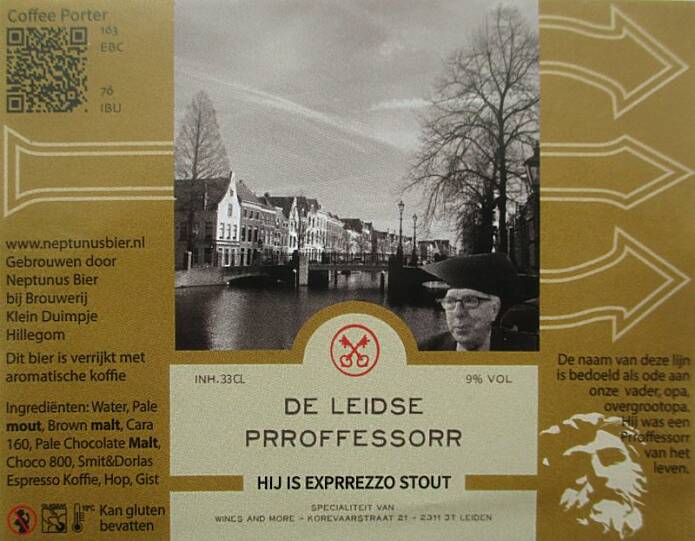 Coffee Porter
163
EBC
76
IBU
www.neptunusbier.nl
Gebrouwen door
Neptunus Bier
bij Brouwerij
Klein Duimpje
Hillegom
Dit bier is verrijkt met
aromatische koffie
Ingrediënten: Water, Pale
mout, Brown malt, Cara
160, Pale Chocolate Malt,
Choco 800, Smit&Dorlas
Espresso Koffie, Hop, Gist
10°C
Kan gluten
bevatten
INH.33CL
9% VOL
DE LEIDSE
PRROFFESSORR
HIJ IS EXPRREZZO STOUT
SPECIALITEIT VAN
WINES AND MORE - KOREVAARSTRAAT 21 - 2311 JT LEIDEN
De naam van deze lijn
is bedoeld als ode aan
onze vader, opa,
overgrootopa.
Hij was een
Prroffessorr
van het
leven.